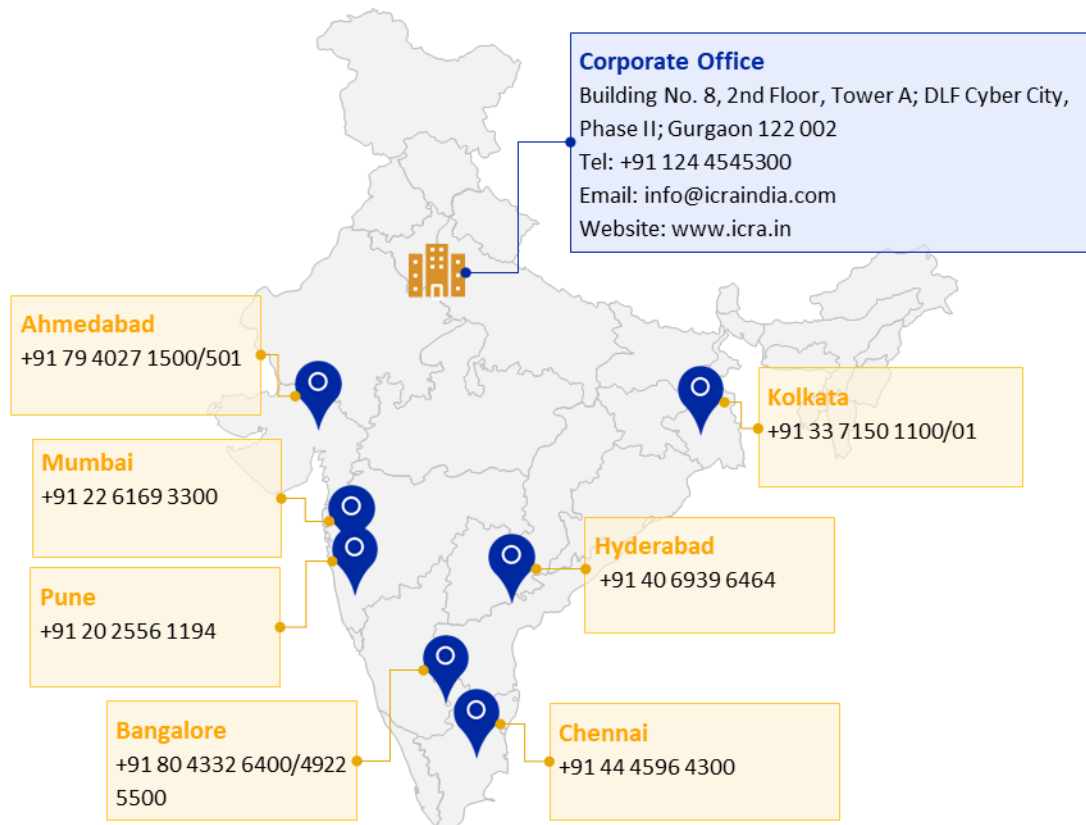 Corporate Office
Building No. 8, 2nd Floor, Tower A; DLF Cyber City,
Phase II; Gurgaon 122 002
Tel: +91 124 4545300
Email: info@icraindia.com
Website: www.icra.in
Ahmedabad
+91 79 4027 1500/501
Kolkata
+91 33 7150 1100/01
Mumbai
+91 22 6169 3300
Hyderabad
+91 40 6939 6464
Pune
+91 20 2556 1194
Bangalore
+91 80 4332 6400/4922
5500
Chennai
+91 44 4596 4300